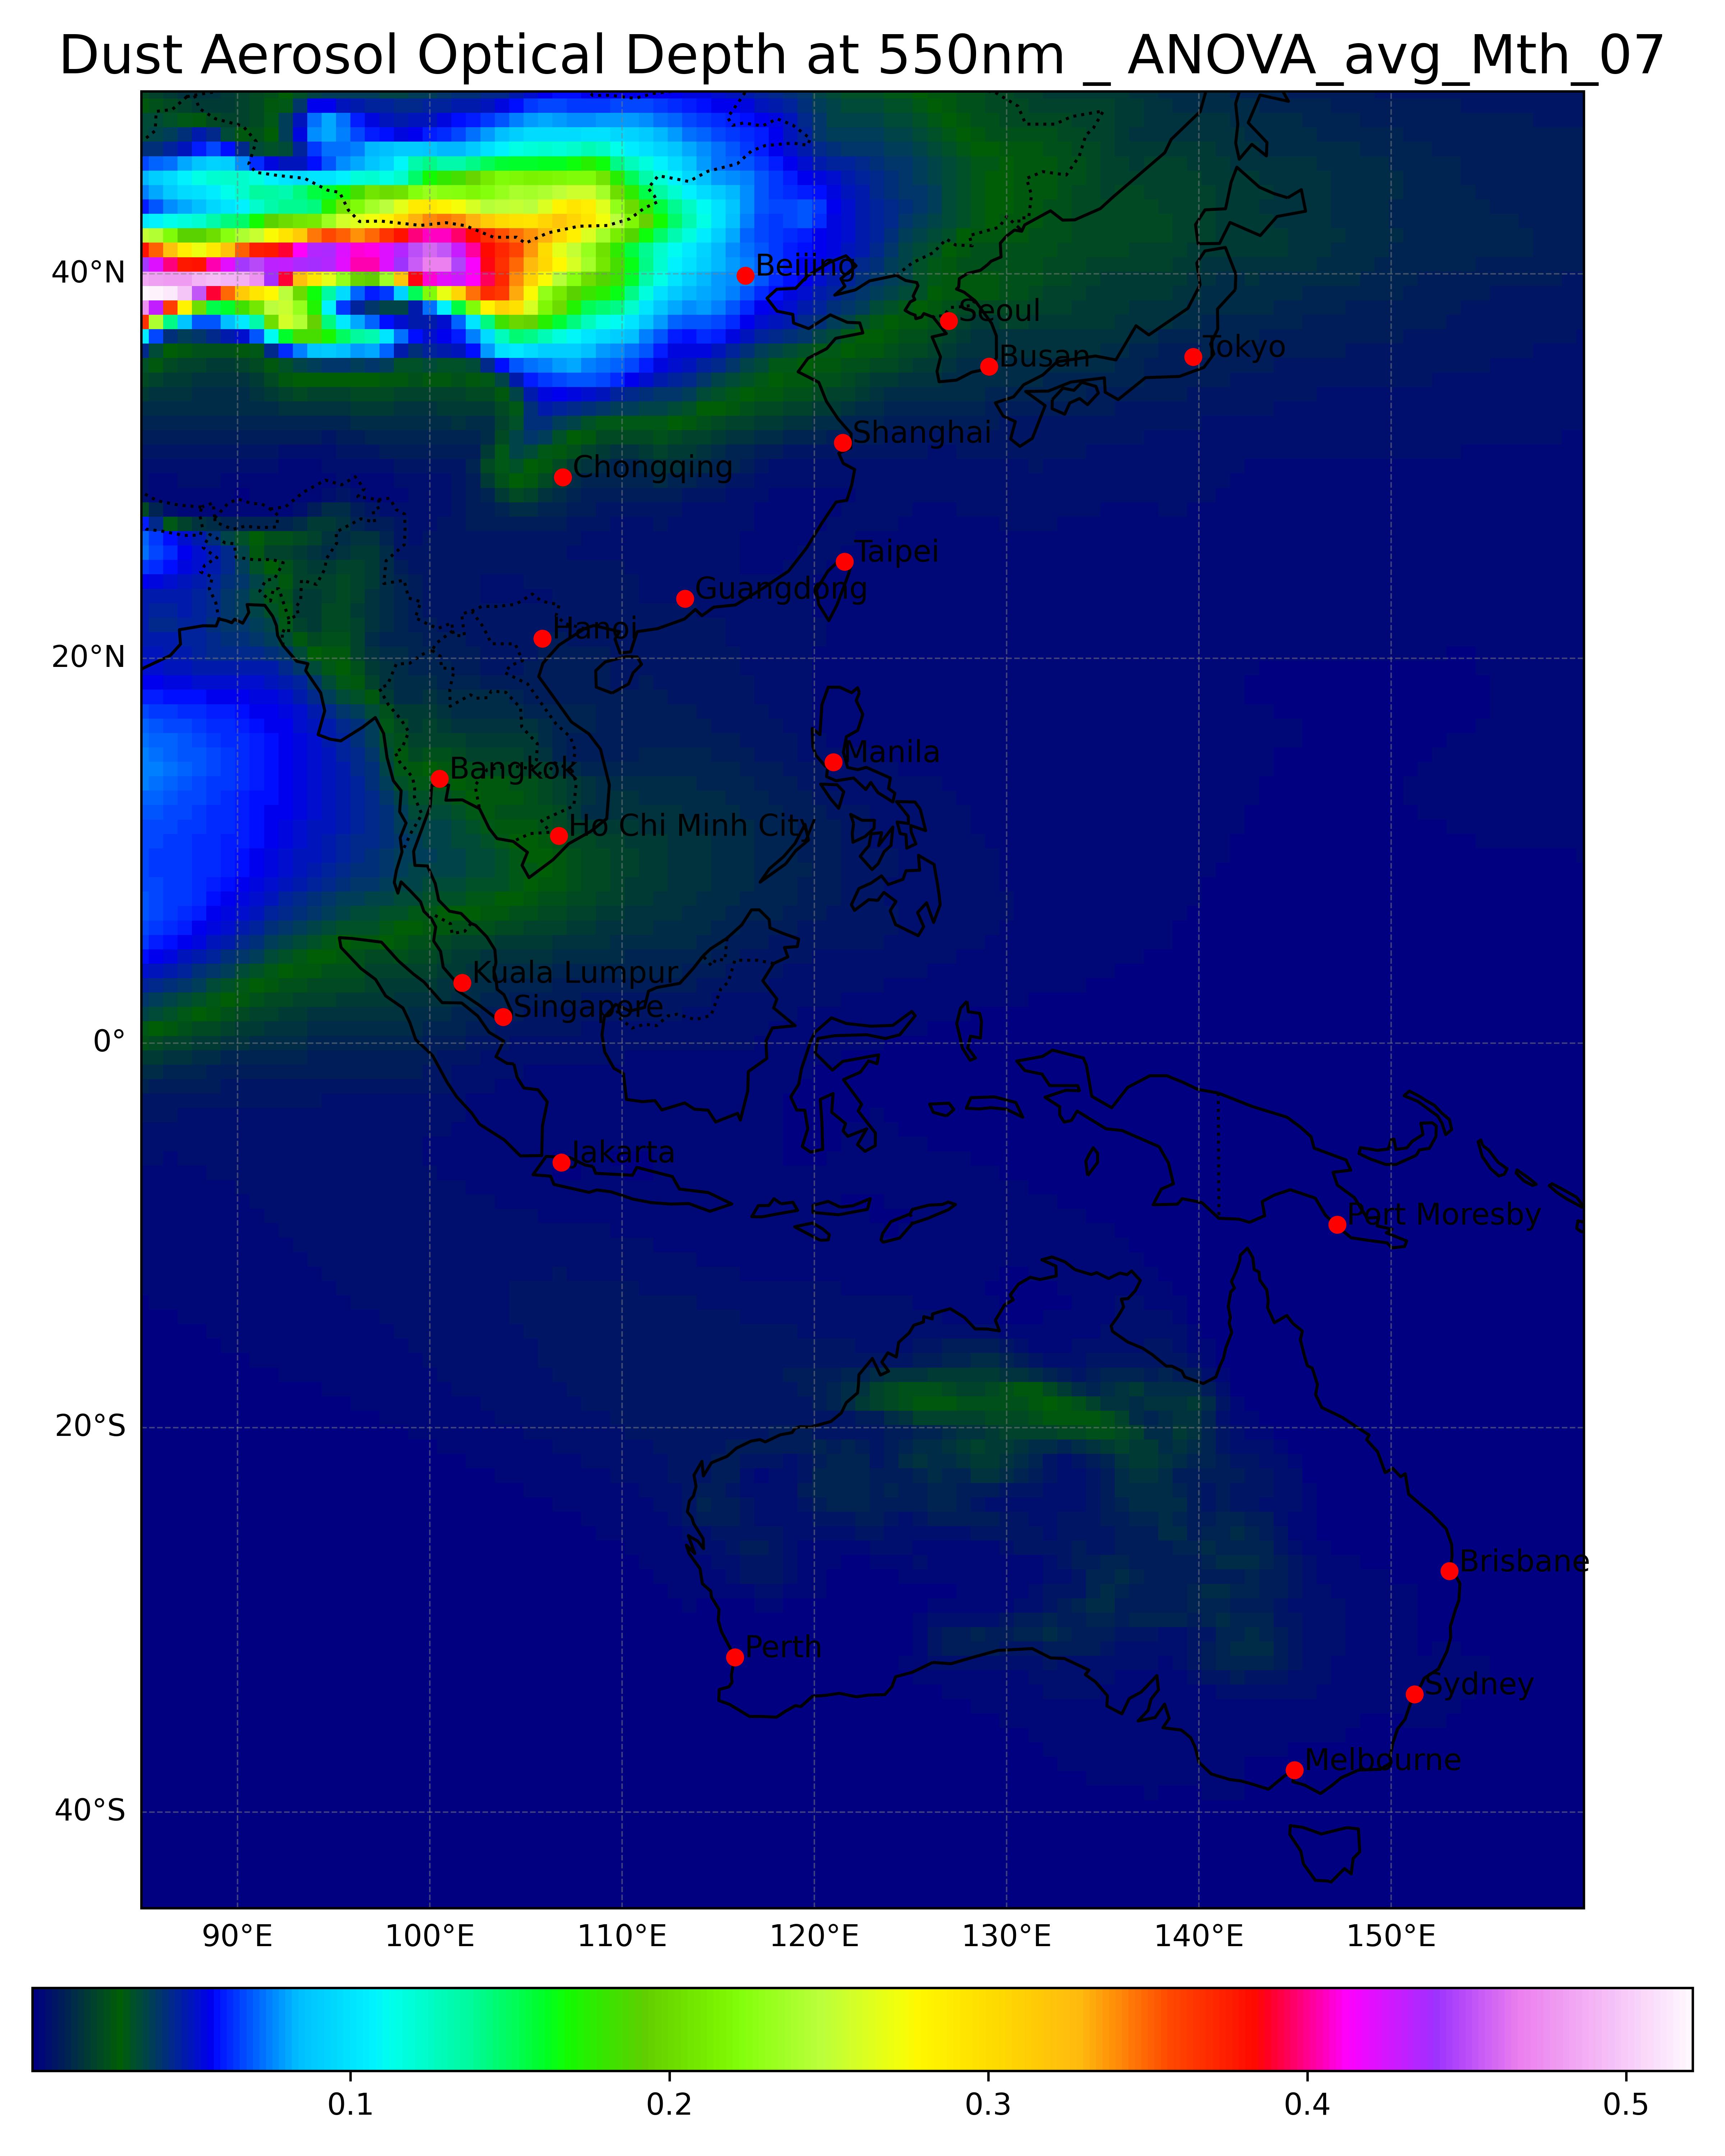 Dust Aerosol Optical Depth at 550nm _ ANOVA_avg_Mth_07
40°N
20°N
0°
20°S
40°S
Beijing
Seoul
Busan
Tokyo
Shanghai
Chongqing
Taipei
Guangdong
Hanoi
Manila
Bangkok
Ho Chi Minh City
Kuala Lumpur
Singapore
Jakarta
Port Moresby
Brisbane
Perth
Sydney
Melbourne
90°E 100°E 110°E 120°E 130°E 140°E 150°E
0.1 0.2 0.3 0.4 0.5